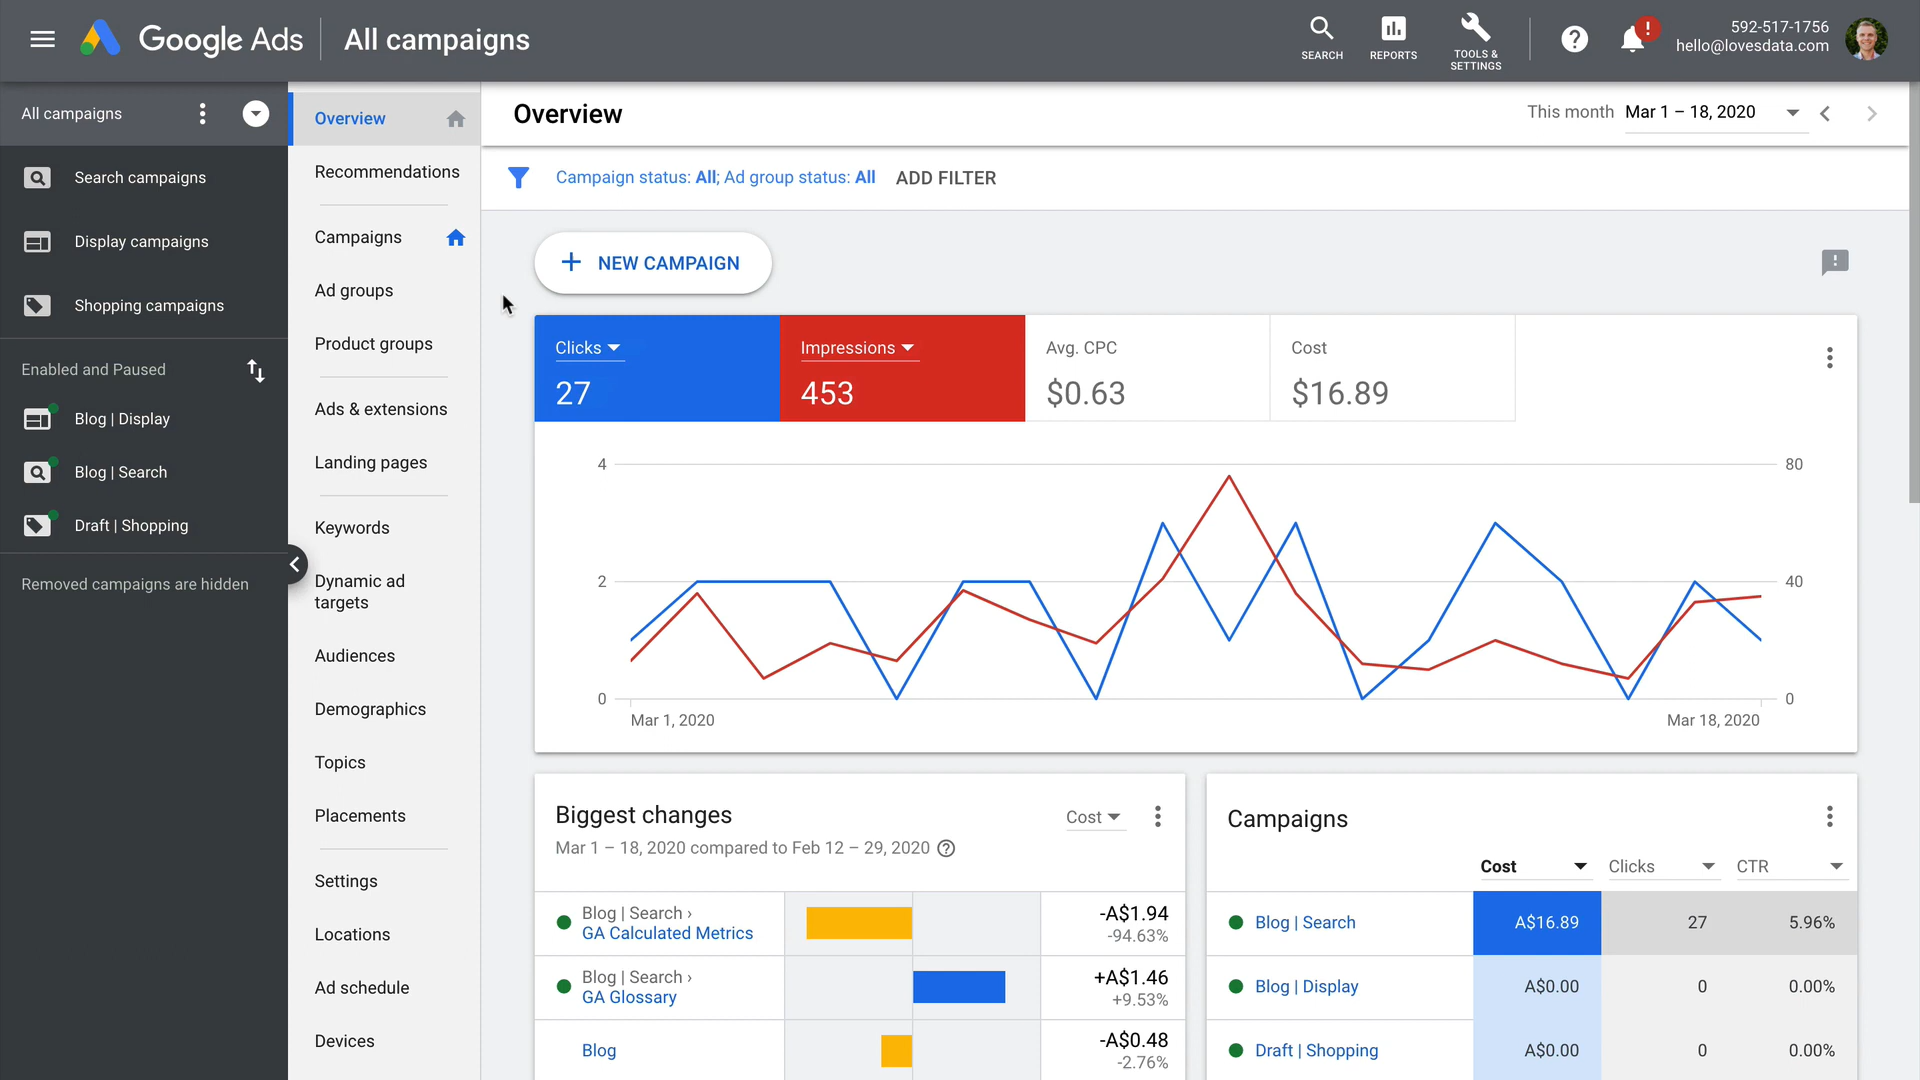 Google Ads
All campaigns
SEARCH
REPORTS
TOOLS &
SETTINGS
?
!
592-517-1756
hello@lovesdata.com
All campaigns
Search campaigns
Display campaigns
Shopping campaigns
Enabled and Paused
Blog | Display
Blog | Search
Draft | Shopping
Removed campaigns are hidden
Overview
Recommendations
Campaigns
Ad groups
Product groups
Ads & extensions
Landing pages
Keywords
Dynamic ad
targets
Audiences
Demographics
Topics
Placements
Settings
Locations
Ad schedule
Devices
Overview
This month Mar 1 – 18, 2020
Campaign status: All; Ad group status: All ADD FILTER
+ NEW CAMPAIGN
!
Clicks
27
Impressions
453
Avg. CPC
$0.63
Cost
$16.89
4
2
0
80
40
0
Mar 1, 2020
Mar 18, 2020
Biggest changes
Cost
Mar 1 – 18, 2020 compared to Feb 12 – 29, 2020 ?
Blog | Search ›
GA Calculated Metrics
-A$1.94
-94.63%
Blog | Search ›
GA Glossary
+A$1.46
+9.53%
Blog
-A$0.48
-2.76%
Campaigns
Cost Clicks CTR
Blog | Search A$16.89 27 5.96%
Blog | Display A$0.00 0 0.00%
Draft | Shopping A$0.00 0 0.00%